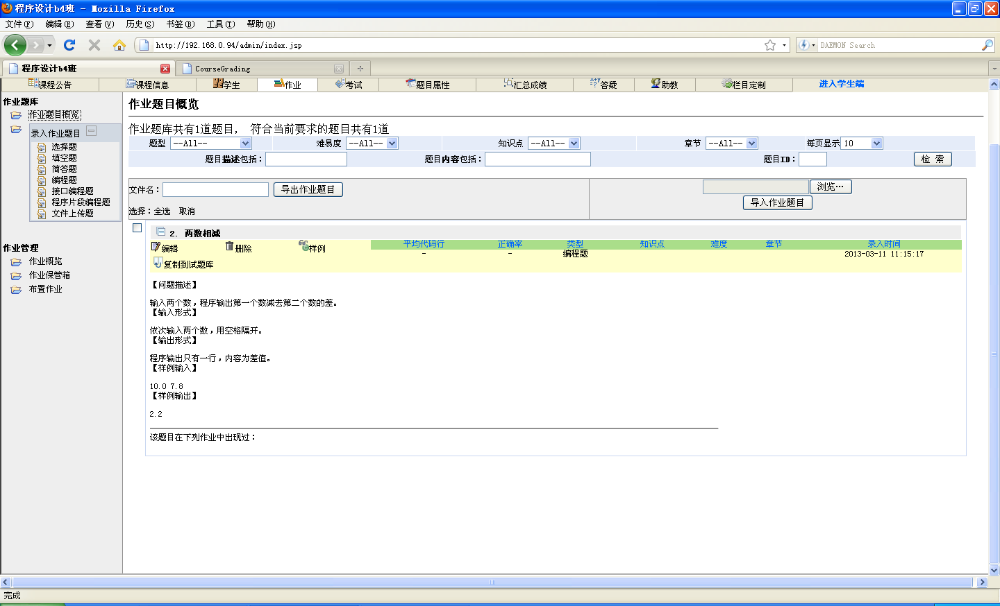 程序设计b4班 - Mozilla Firefox
文件(F) 编辑(E) 查看(V) 历史(S) 书签(B) 工具(T) 帮助(H)
http://192.168.0.94/admin/index.jsp DAEMON Search
程序设计b4班 CourseGrading
课程公告 课程信息 学生 作业 考试 题目属性 汇总成绩 答疑 助教 栏目定制 进入学生端
作业题库
作业题目概览
录入作业题目
选择题
填空题
简答题
编程题
接口编程题
程序片段编程题
文件上传题
作业管理
作业概览
作业保管箱
布置作业
作业题目概览
作业题库共有1道题目， 符合当前要求的题目共有1道
题型 --All-- 难易度 --All-- 知识点 --All-- 章节 --All-- 每页显示 10
题目描述包括： 题目内容包括： 题目ID： 检 索
文件名： 导出作业题目 浏览…
导入作业题目
选择：全选 取消
2. 两数相减
编辑 删除 样例 平均代码行 正确率 类型 知识点 难度 章节 录入时间
- - 编程题 2013-03-11 11:15:17
复制到试题库
【问题描述】
输入两个数，程序输出第一个数减去第二个数的差。
【输入形式】
依次输入两个数，用空格隔开。
【输出形式】
程序输出只有一行，内容为差值。
【样例输入】
10.0 7.8
【样例输出】
2.2
该题目在下列作业中出现过：
完成